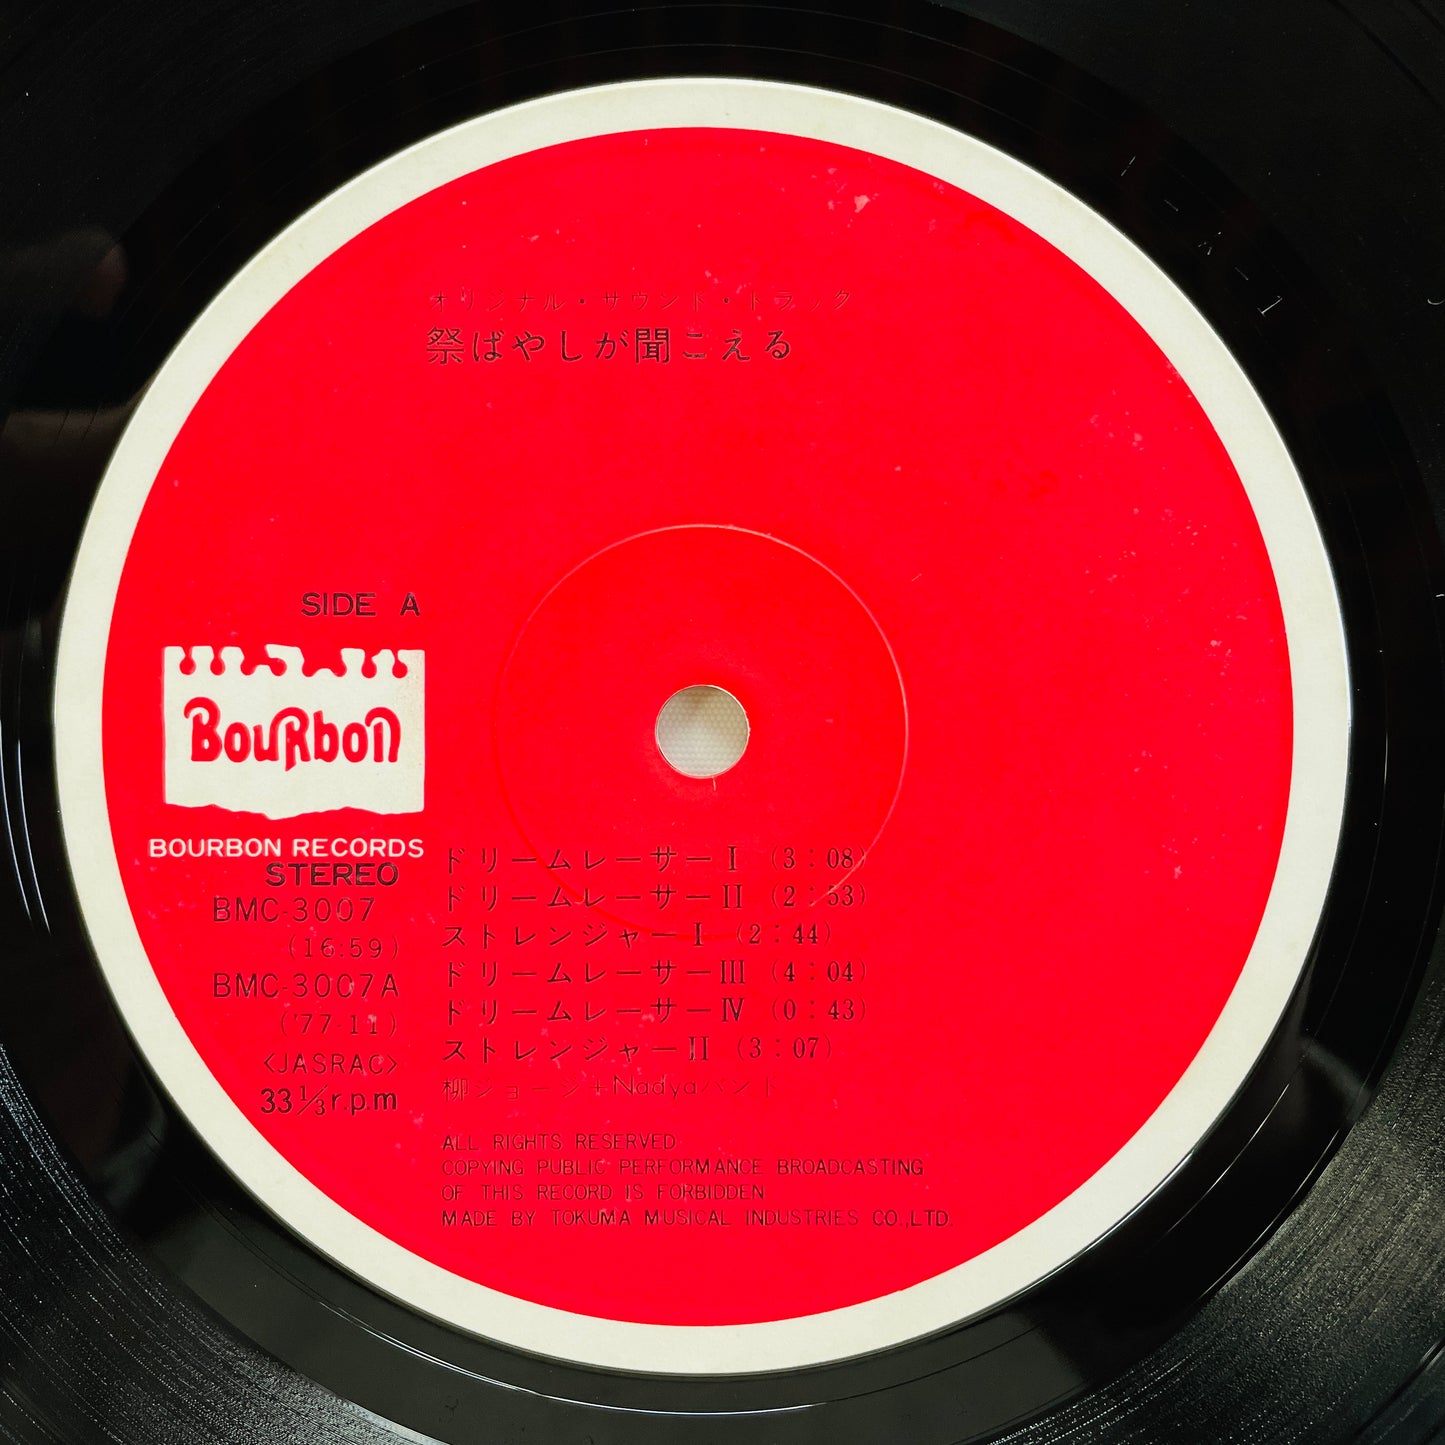 オリジナル・サウンド・トラック
祭ばやしが聞こえる
SIDE A
BouRbon
BOURBON RECORDS
STEREO
BMC-3007
(16:59)
BMC-3007A
('77·11)
<JASRAC>
33⅓r.p.m
ドリームレーサーⅠ (3:08)
ドリームレーサーⅡ (2:53)
ストレンジャーⅠ (2:44)
ドリームレーサーⅢ (4:04)
ドリームレーサーⅣ (0:43)
ストレンジャーⅡ (3:07)
柳ジョージ+Nadyaバンド
ALL RIGHTS RESERVED
COPYING PUBLIC PERFORMANCE BROADCASTING
OF THIS RECORD IS FORBIDDEN
MADE BY TOKUMA MUSICAL INDUSTRIES CO.,LTD.